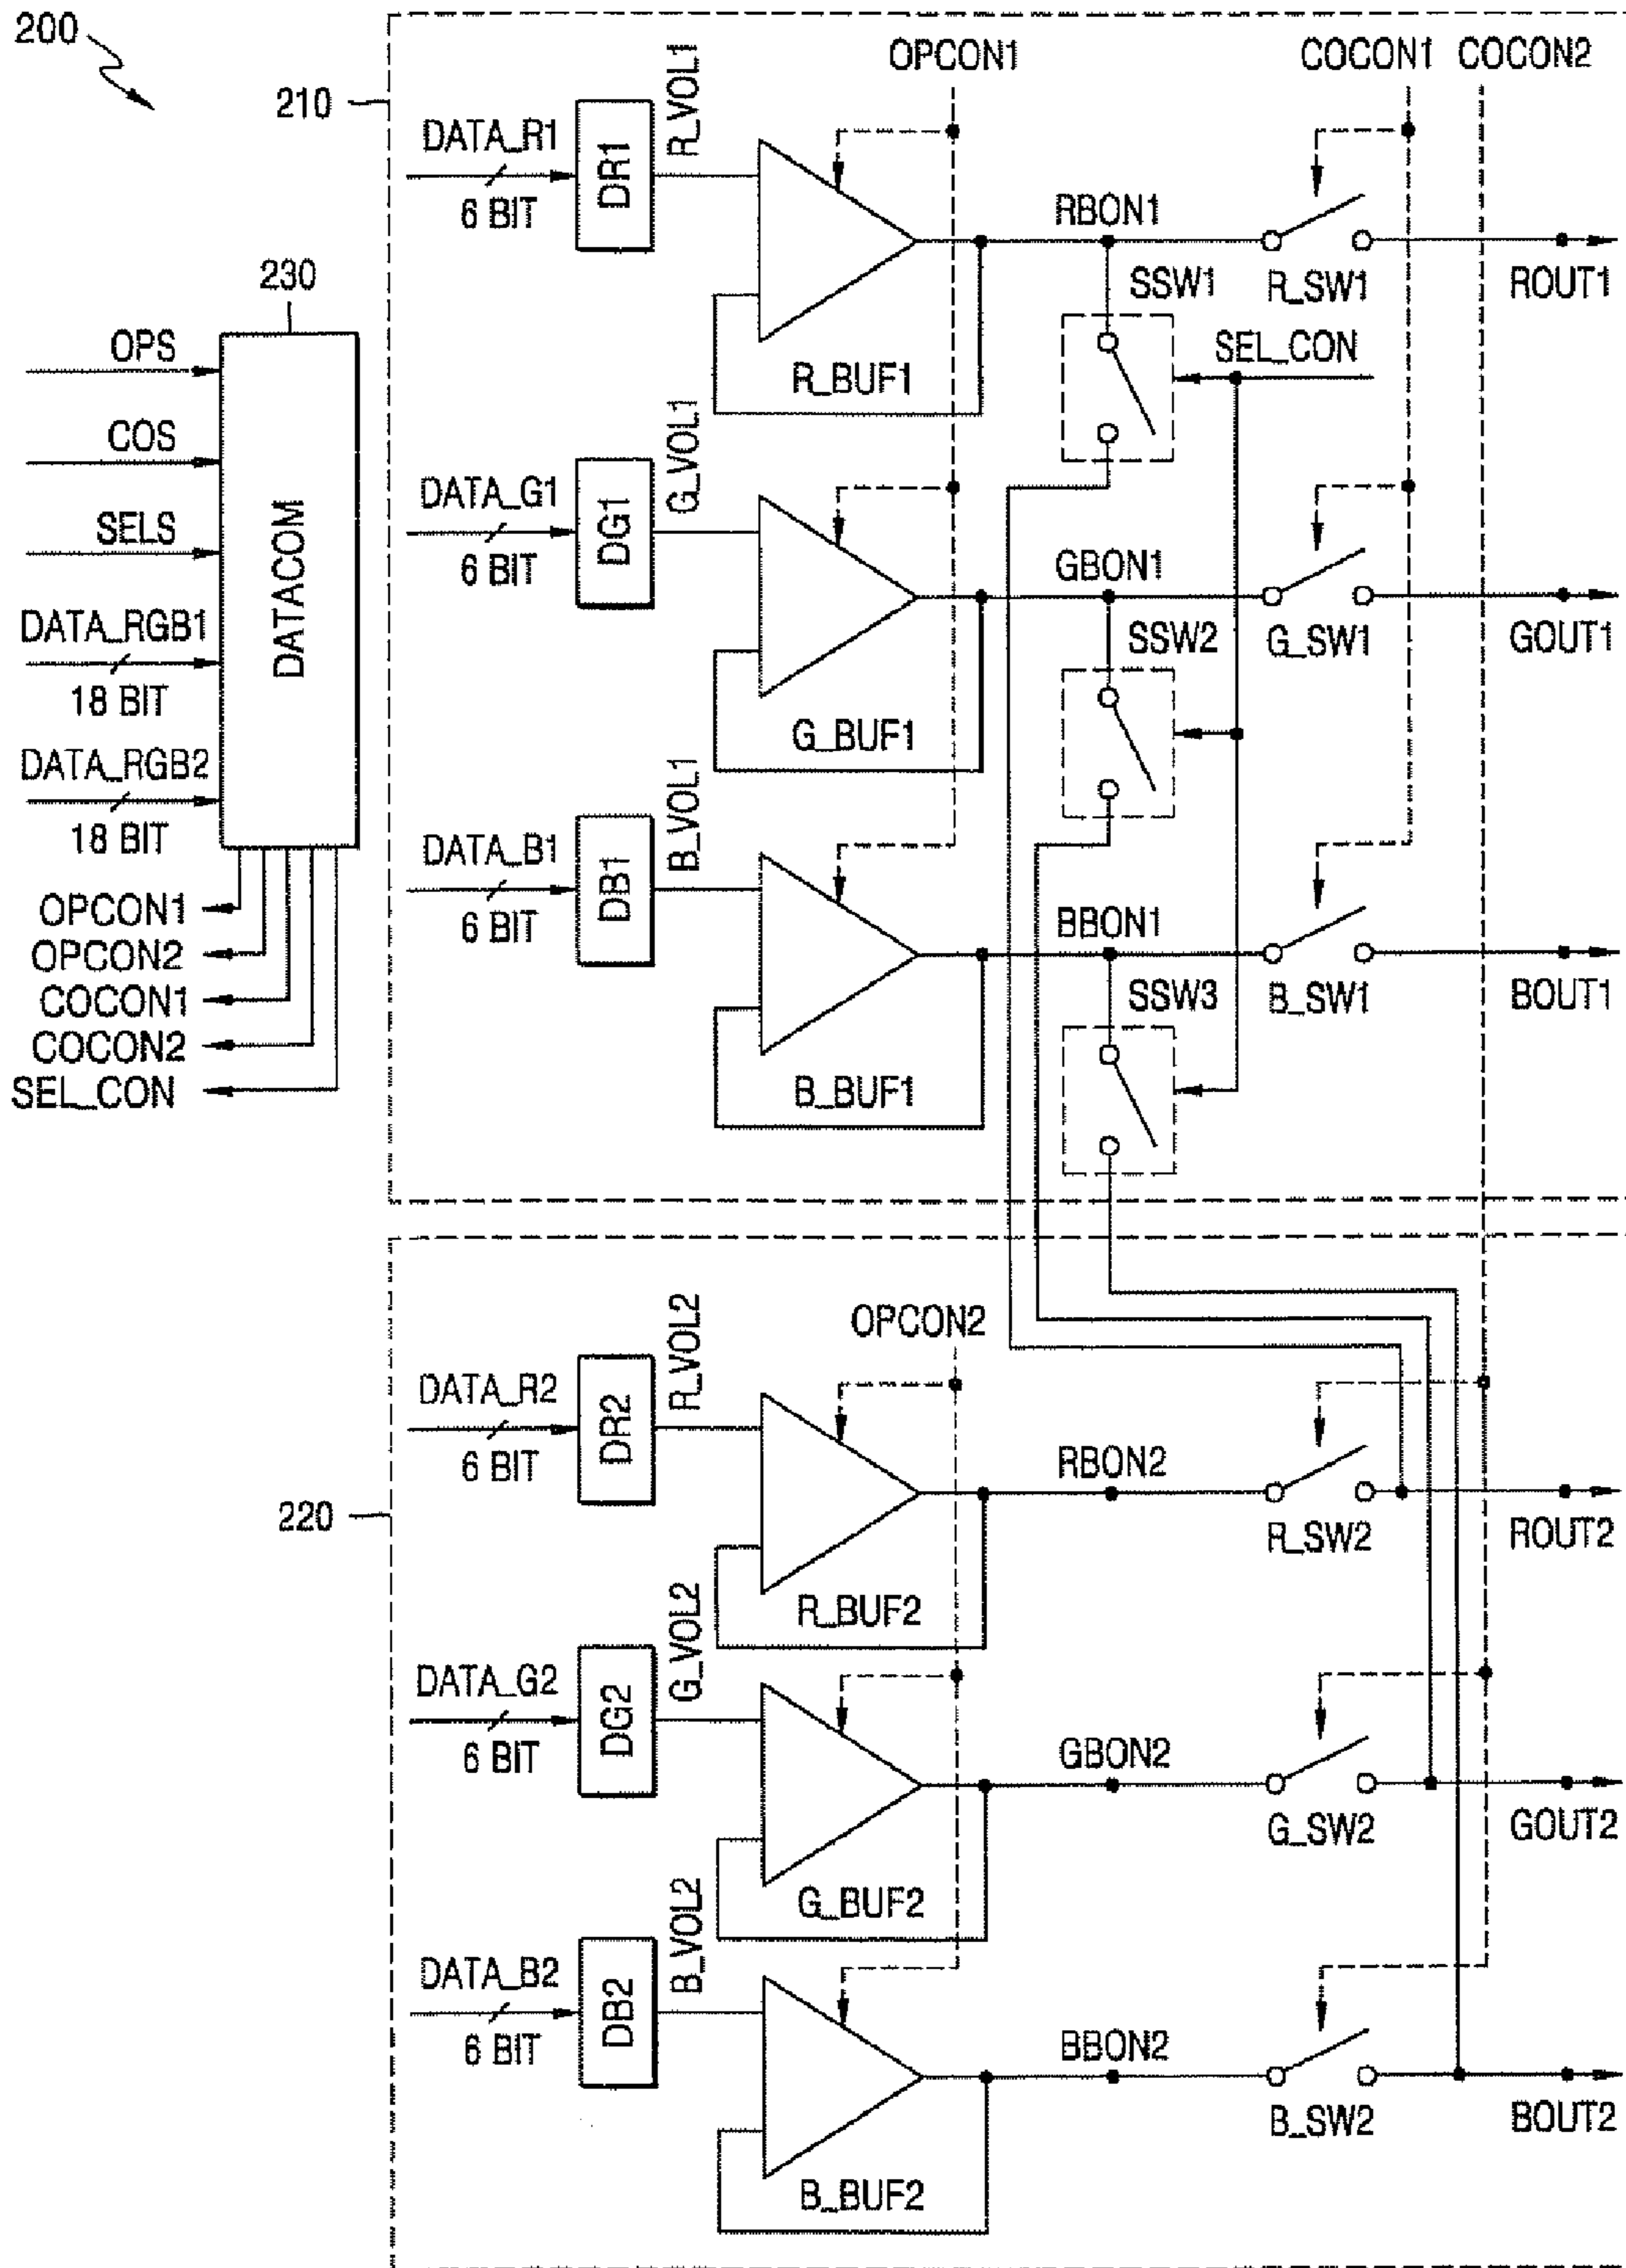 200
230
OPS
COS
SELS
DATA_RGB1
18 BIT
DATA_RGB2
18 BIT
DATACOM
OPCON1
OPCON2
COCON1
COCON2
SEL_CON
210
OPCON1
COCON1
COCON2
DATA_R1
6 BIT
DR1
R_VOL1
R_BUF1
RBON1
SSW1
R_SW1
ROUT1
SEL_CON
DATA_G1
6 BIT
DG1
G_VOL1
G_BUF1
GBON1
SSW2
G_SW1
GOUT1
DATA_B1
6 BIT
DB1
B_VOL1
B_BUF1
BBON1
SSW3
B_SW1
BOUT1
220
OPCON2
DATA_R2
6 BIT
DR2
R_VOL2
R_BUF2
RBON2
R_SW2
ROUT2
DATA_G2
6 BIT
DG2
G_VOL2
G_BUF2
GBON2
G_SW2
GOUT2
DATA_B2
6 BIT
DB2
B_VOL2
B_BUF2
BBON2
B_SW2
BOUT2